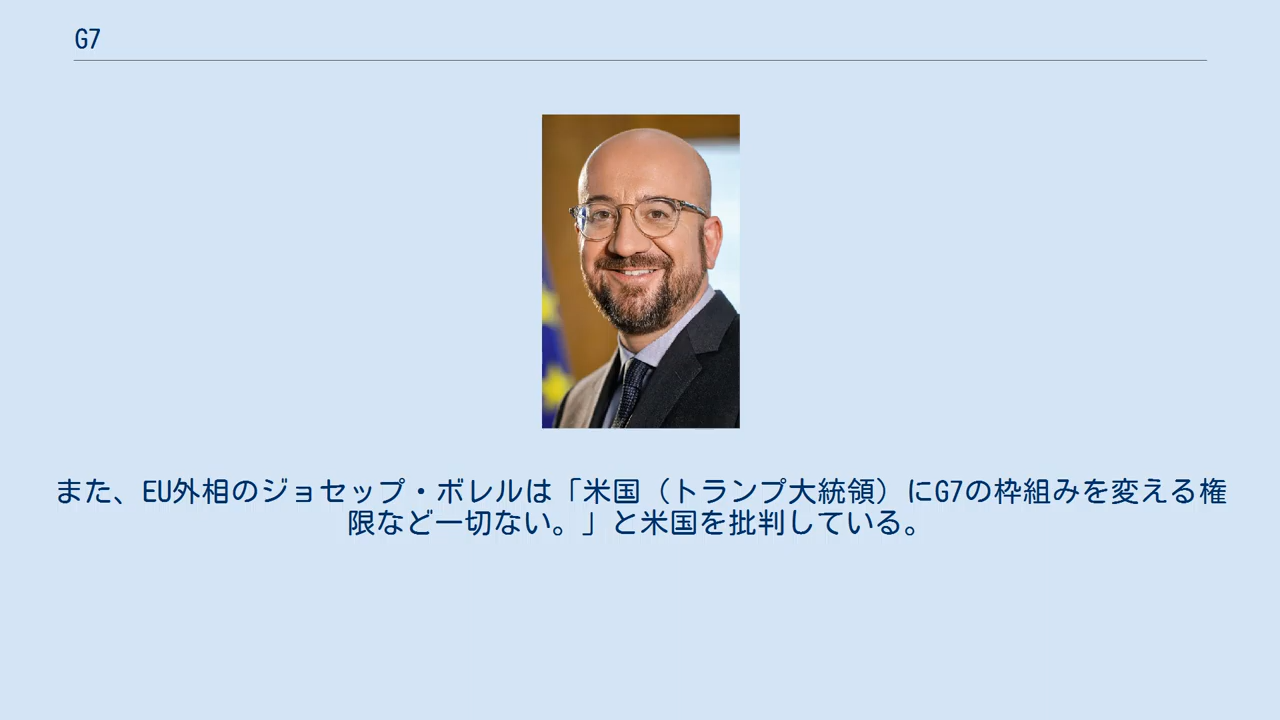 G7
また、EU外相のジョセップ・ボレルは「米国（トランプ大統領）にG7の枠組みを変える権
限など一切ない。」と米国を批判している。